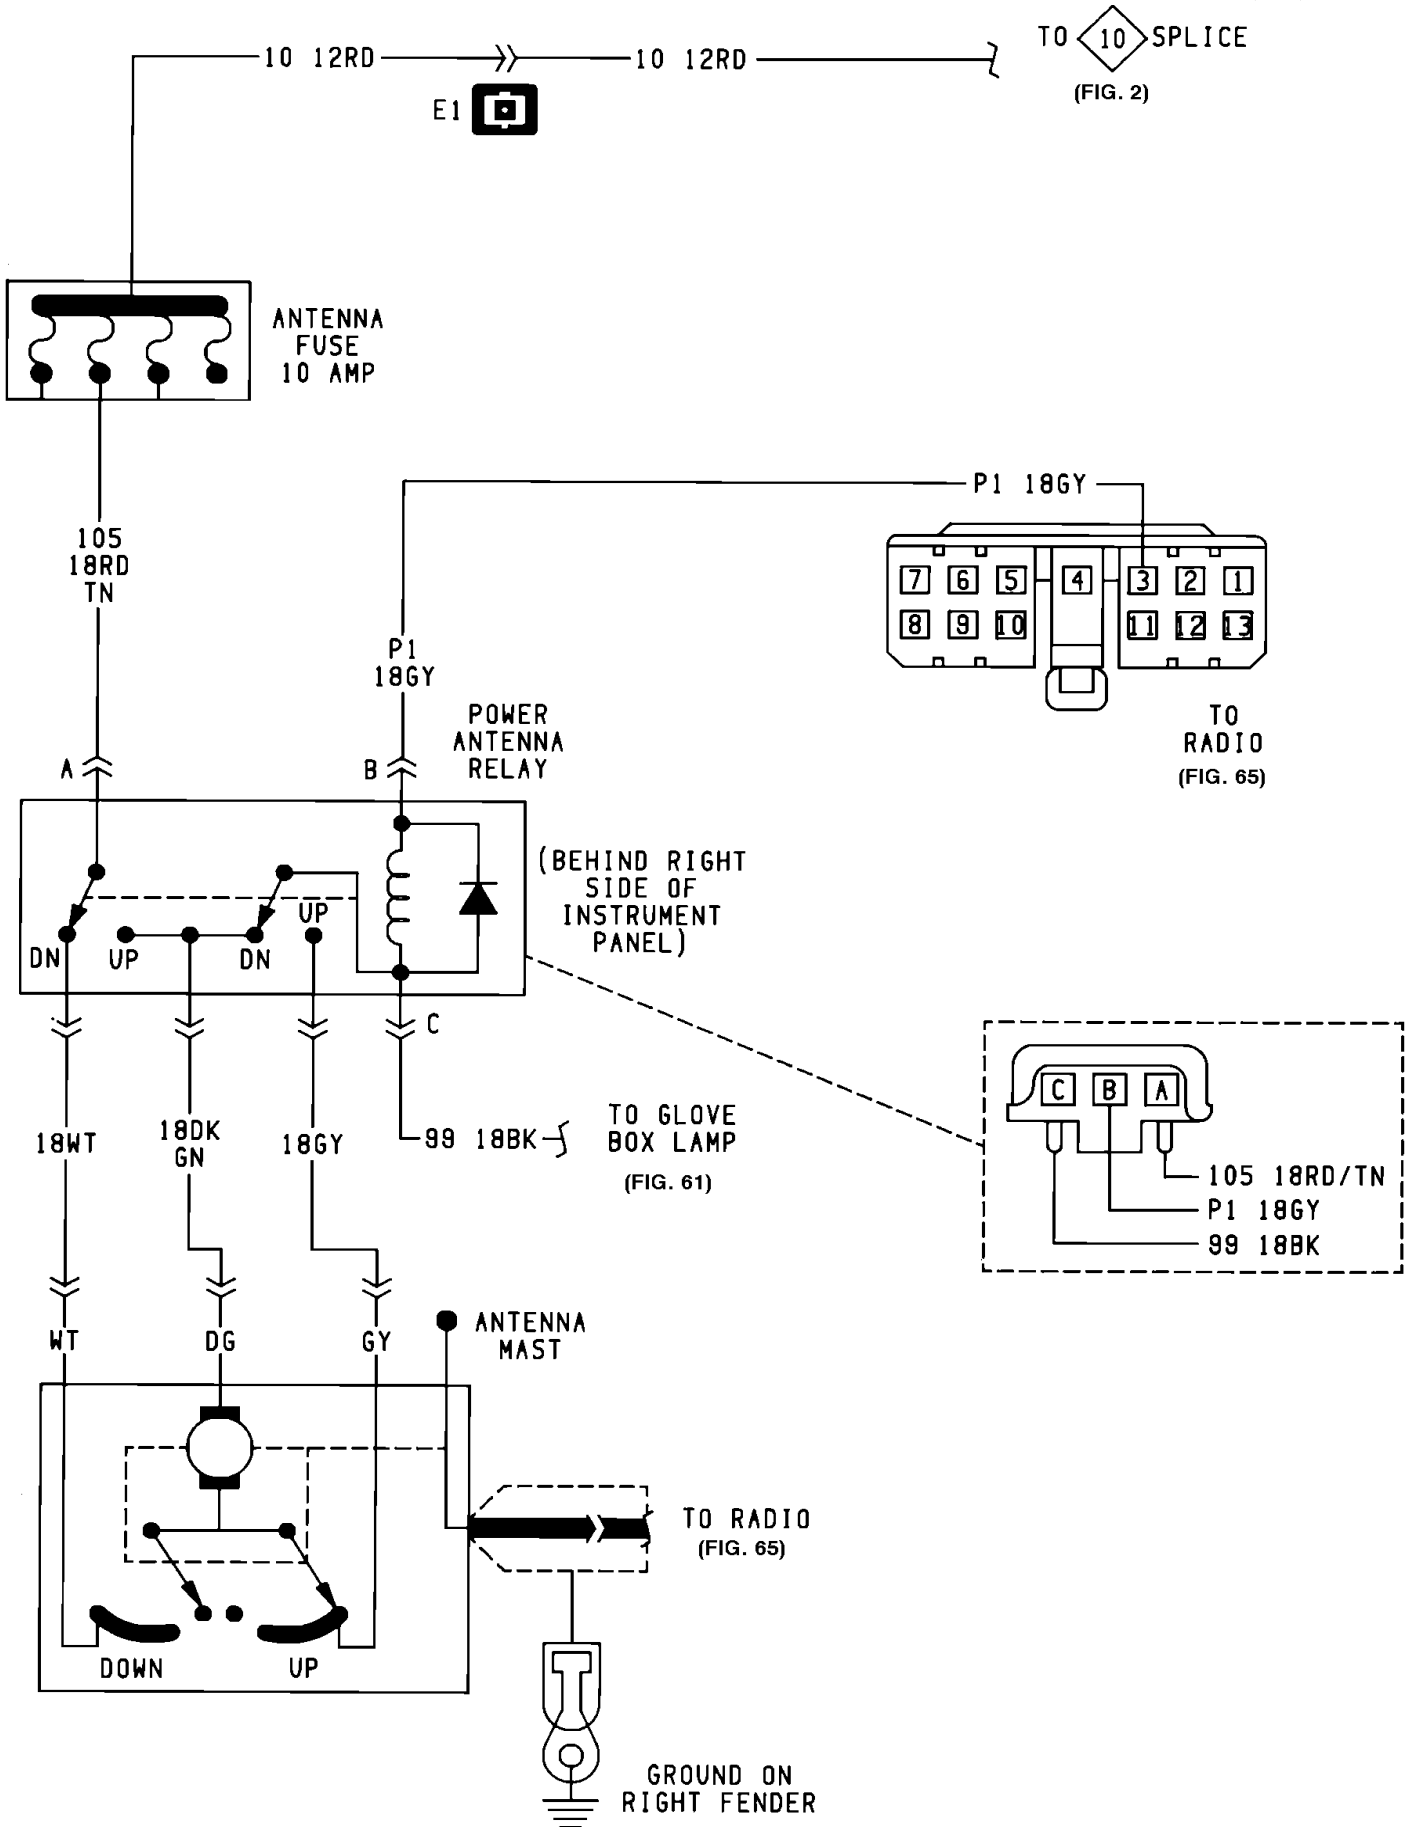 10 12RD
10 12RD
TO 10 SPLICE
(FIG. 2)
E1
ANTENNA
FUSE
10 AMP
105
18RD
TN
P1 18GY
7 6 5 4 3 2 1
8 9 10 11 12 13
TO
RADIO
(FIG. 65)
P1
18GY
POWER
ANTENNA
RELAY
A
B
(BEHIND RIGHT
SIDE OF
INSTRUMENT
PANEL)
UP
DN
UP
DN
C
18WT
18DK
GN
18GY
99 18BK
TO GLOVE
BOX LAMP
(FIG. 61)
C B A
105 18RD/TN
P1 18GY
99 18BK
WT
DG
GY
ANTENNA
MAST
TO RADIO
(FIG. 65)
DOWN
UP
GROUND ON
RIGHT FENDER